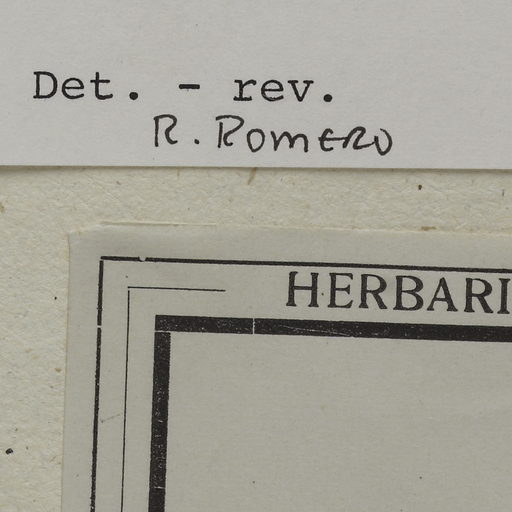 Det. - rev.
R. Romero
HERBARI